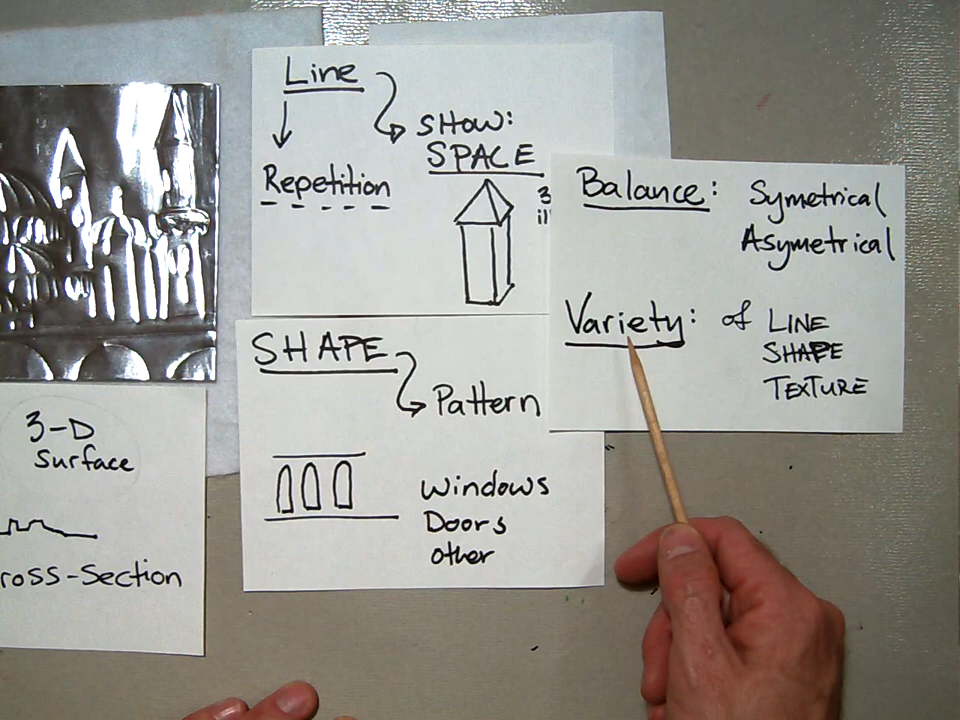 Line
SHOW:
SPACE
Repetition
3
Balance: Symetrical
Asymetrical
Variety: of LINE
SHAPE
TEXTURE
SHAPE
Pattern
Windows
Doors
other
3-D
Surface
ross-Section